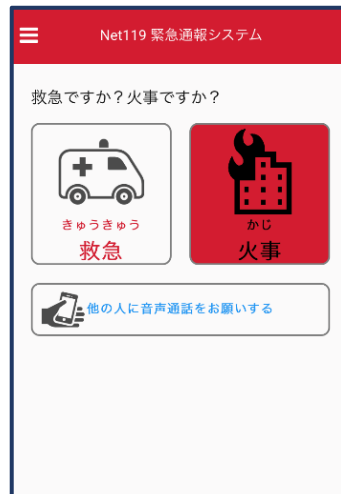 Net119 緊急通報システム
救急ですか？火事ですか？
きゅうきゅう
救急
かじ
火事
他の人に音声通話をお願いする